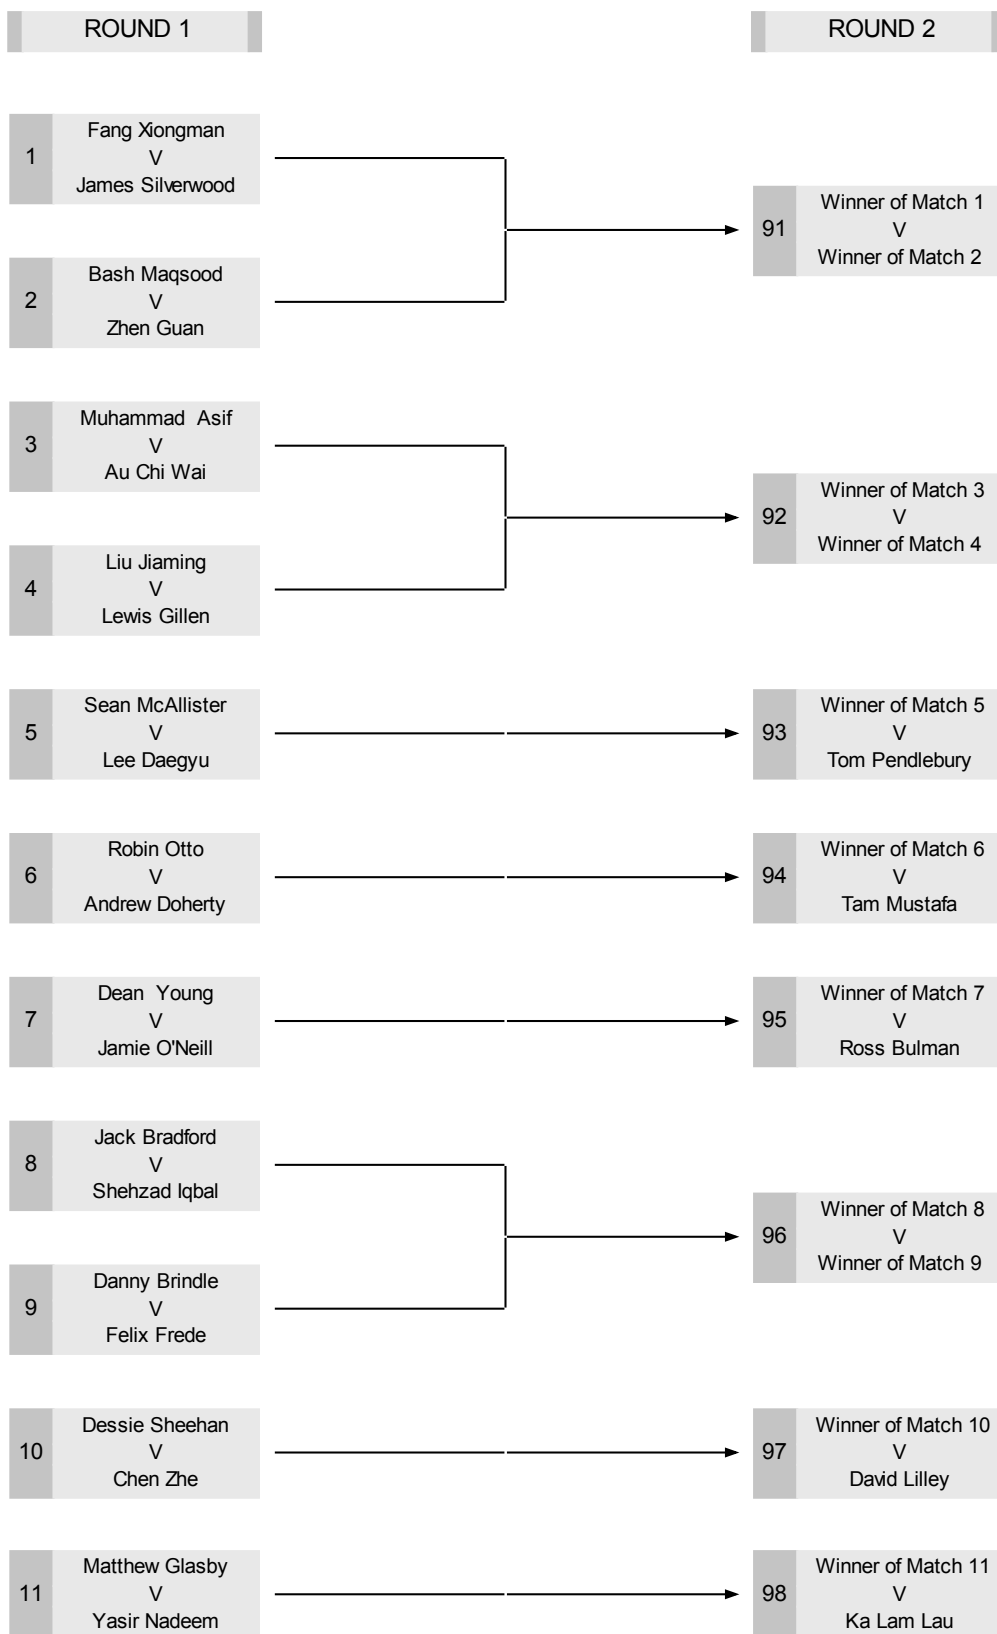 ROUND 1
ROUND 2
1
Fang Xiongman
V
James Silverwood
2
Bash Maqsood
V
Zhen Guan
91
Winner of Match 1
V
Winner of Match 2
3
Muhammad Asif
V
Au Chi Wai
4
Liu Jiaming
V
Lewis Gillen
92
Winner of Match 3
V
Winner of Match 4
5
Sean McAllister
V
Lee Daegyu
93
Winner of Match 5
V
Tom Pendlebury
6
Robin Otto
V
Andrew Doherty
94
Winner of Match 6
V
Tam Mustafa
7
Dean Young
V
Jamie O'Neill
95
Winner of Match 7
V
Ross Bulman
8
Jack Bradford
V
Shehzad Iqbal
9
Danny Brindle
V
Felix Frede
96
Winner of Match 8
V
Winner of Match 9
10
Dessie Sheehan
V
Chen Zhe
97
Winner of Match 10
V
David Lilley
11
Matthew Glasby
V
Yasir Nadeem
98
Winner of Match 11
V
Ka Lam Lau